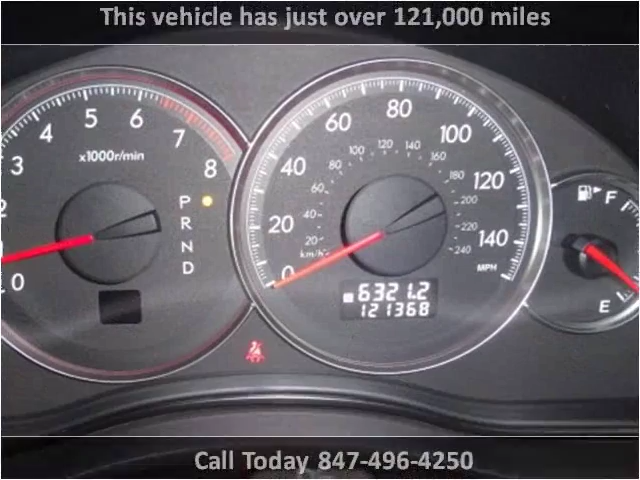 This vehicle has just over 121,000 miles
3 4 5 6 7 8
x1000r/min
2
1
0
P
R
N
D
0 20 40 60 80 100 120 140
MPH
20 40 60 80 100 120 140 160 180 200 220 240
km/h
6321.2
121368
F
E
Call Today 847-496-4250